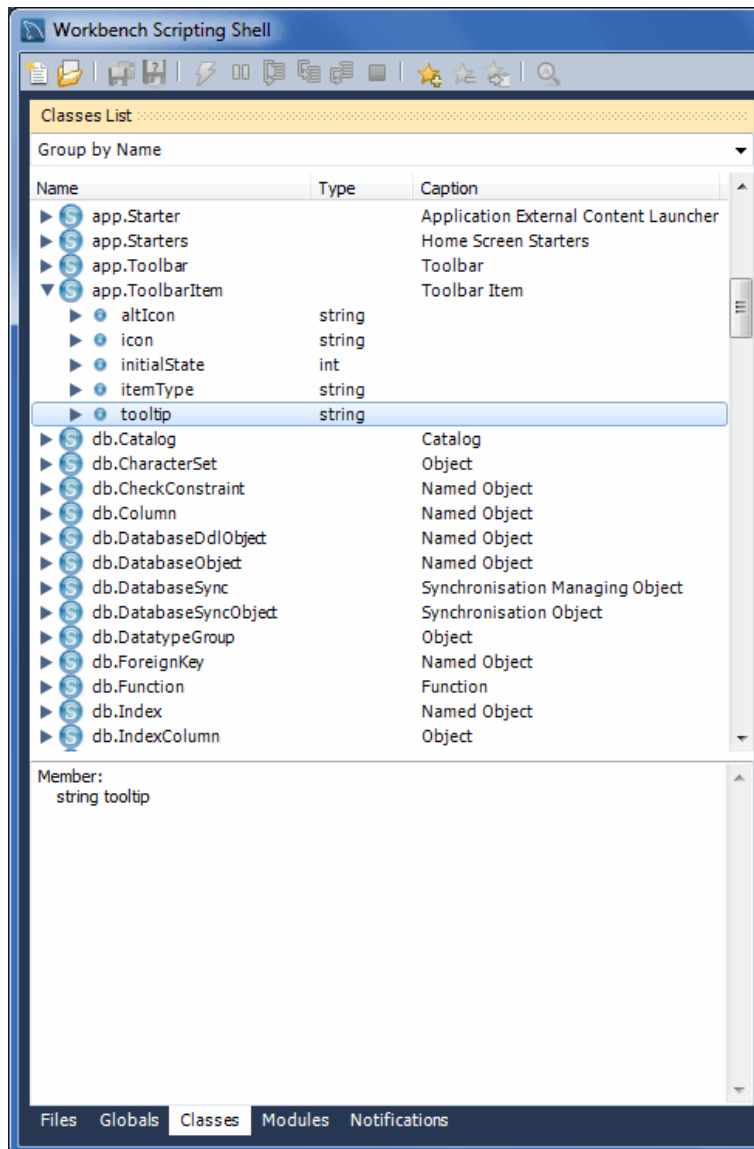 Workbench Scripting Shell
Classes List
Group by Name
Name Type Caption
app.Starter Application External Content Launcher
app.Starters Home Screen Starters
app.Toolbar Toolbar
app.ToolbarItem Toolbar Item
altIcon string
icon string
initialState int
itemType string
tooltip string
db.Catalog Catalog
db.CharacterSet Object
db.CheckConstraint Named Object
db.Column Named Object
db.DatabaseDdlObject Named Object
db.DatabaseObject Named Object
db.DatabaseSync Synchronisation Managing Object
db.DatabaseSyncObject Synchronisation Object
db.DatatypeGroup Object
db.ForeignKey Named Object
db.Function Function
db.Index Named Object
db.IndexColumn Object
Member:
string tooltip
Files Globals Classes Modules Notifications